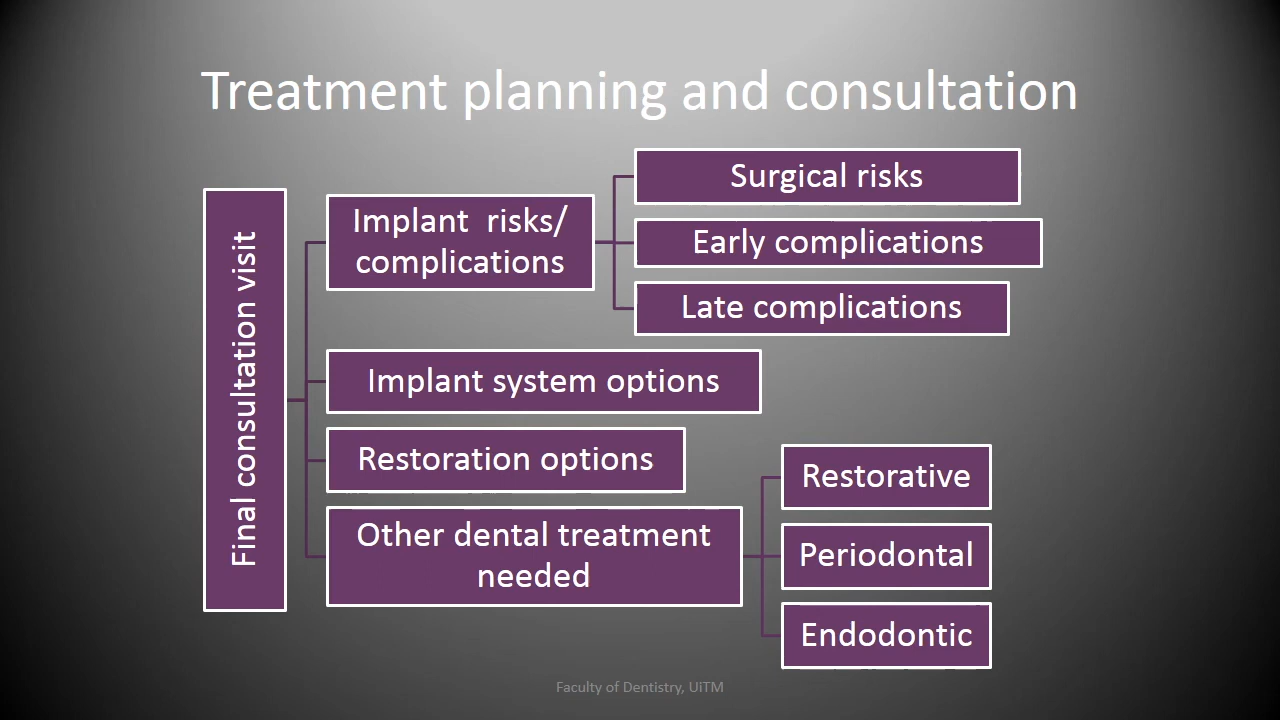 Treatment planning and consultation
Final consultation visit
Implant  risks/
complications
Surgical risks
Early complications
Late complications
Implant system options
Restoration options
Other dental treatment
needed
Restorative
Periodontal
Endodontic
Faculty of Dentistry, UiTM